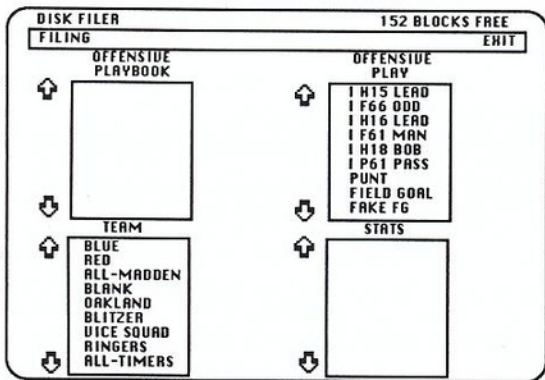 DISK FILER 152 BLOCKS FREE
FILING EXIT
OFFENSIVE
PLAYBOOK
OFFENSIVE
PLAY
I H15 LEAD
I F66 ODD
I H16 LEAD
I F61 MAN
I H18 BOB
I P61 PASS
PUNT
FIELD GOAL
FAKE FG
TEAM
BLUE
RED
ALL-MADDEN
BLANK
OAKLAND
BLITZER
VICE SQUAD
RINGERS
ALL-TIMERS
STATS